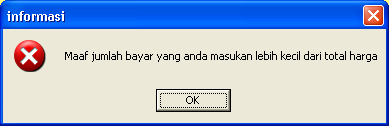 informasi
Maaf jumlah bayar yang anda masukan lebih kecil dari total harga
OK